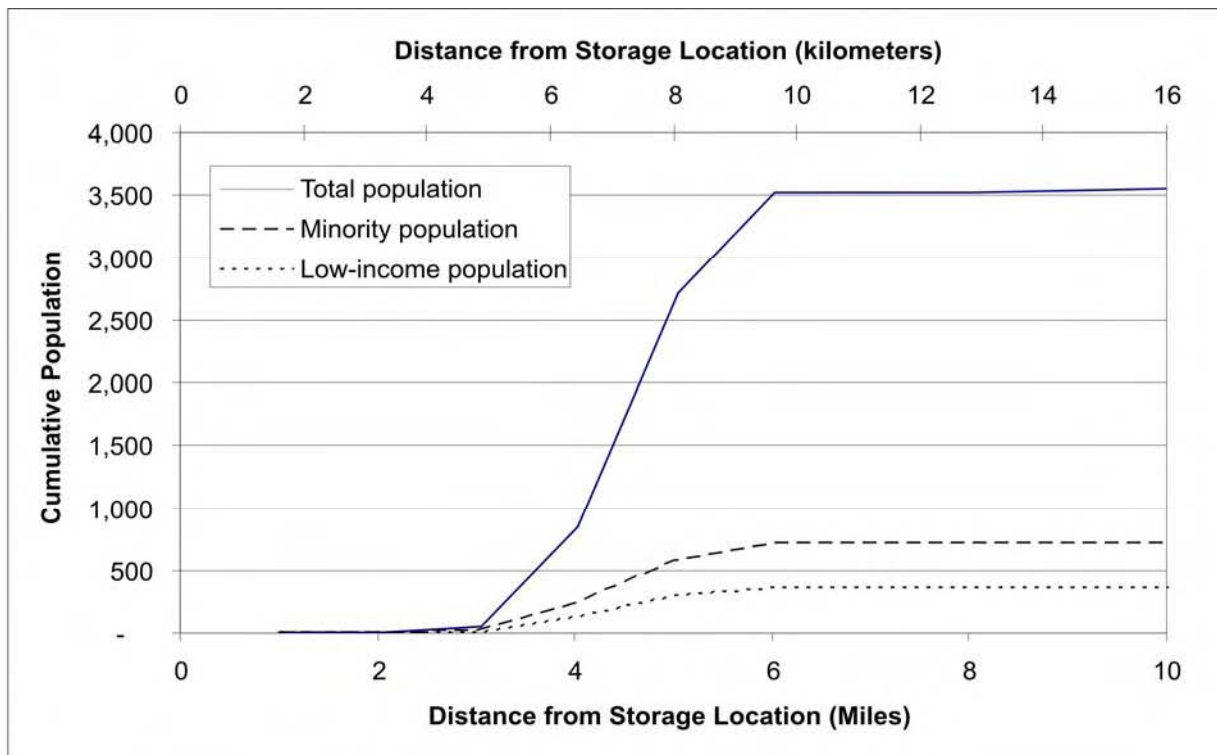 Distance from Storage Location (kilometers)
0 2 4 6 8 10 12 14 16
4,000
3,500
3,000
2,500
2,000
1,500
1,000
500
-
Total population
Minority population
Low-income population
Cumulative Population
0 2 4 6 8 10
Distance from Storage Location (Miles)